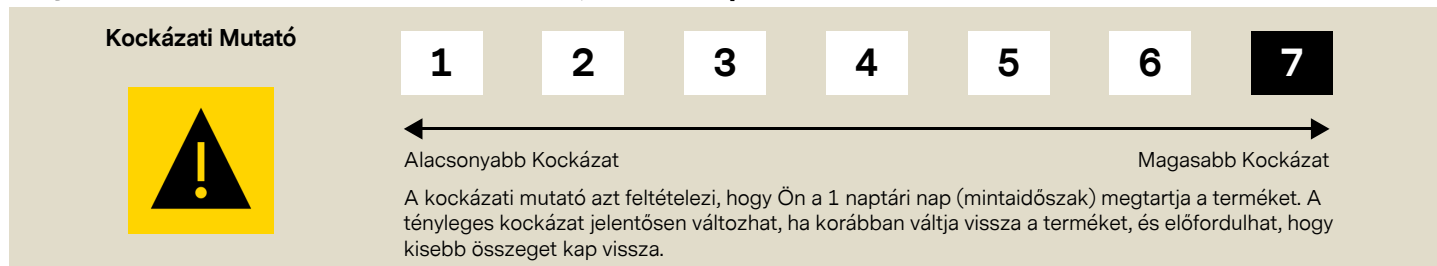 Kockázati Mutató
1 2 3 4 5 6 7
Alacsonyabb Kockázat Magasabb Kockázat
A kockázati mutató azt feltételezi, hogy Ön a 1 naptári nap (mintaidőszak) megtartja a terméket. A
tényleges kockázat jelentősen változhat, ha korábban váltja vissza a terméket, és előfordulhat, hogy
kisebb összeget kap vissza.